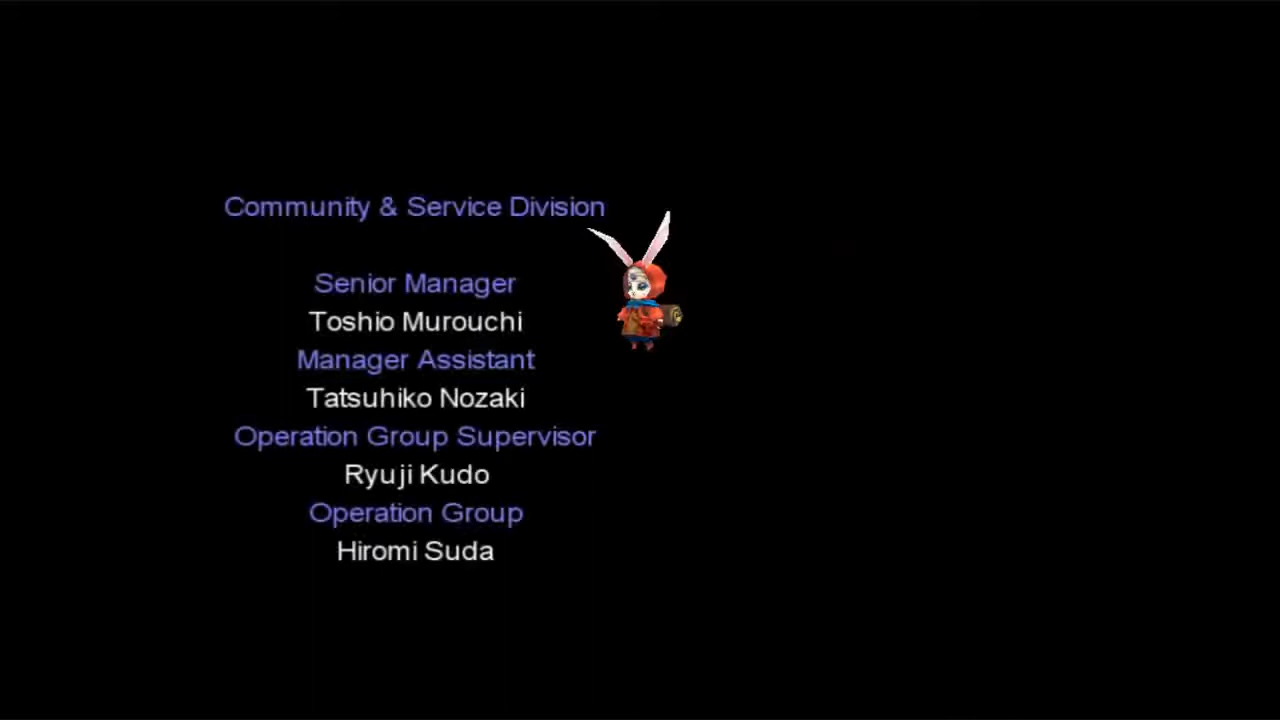 Community & Service Division
Senior Manager
Toshio Murouchi
Manager Assistant
Tatsuhiko Nozaki
Operation Group Supervisor
Ryuji Kudo
Operation Group
Hiromi Suda